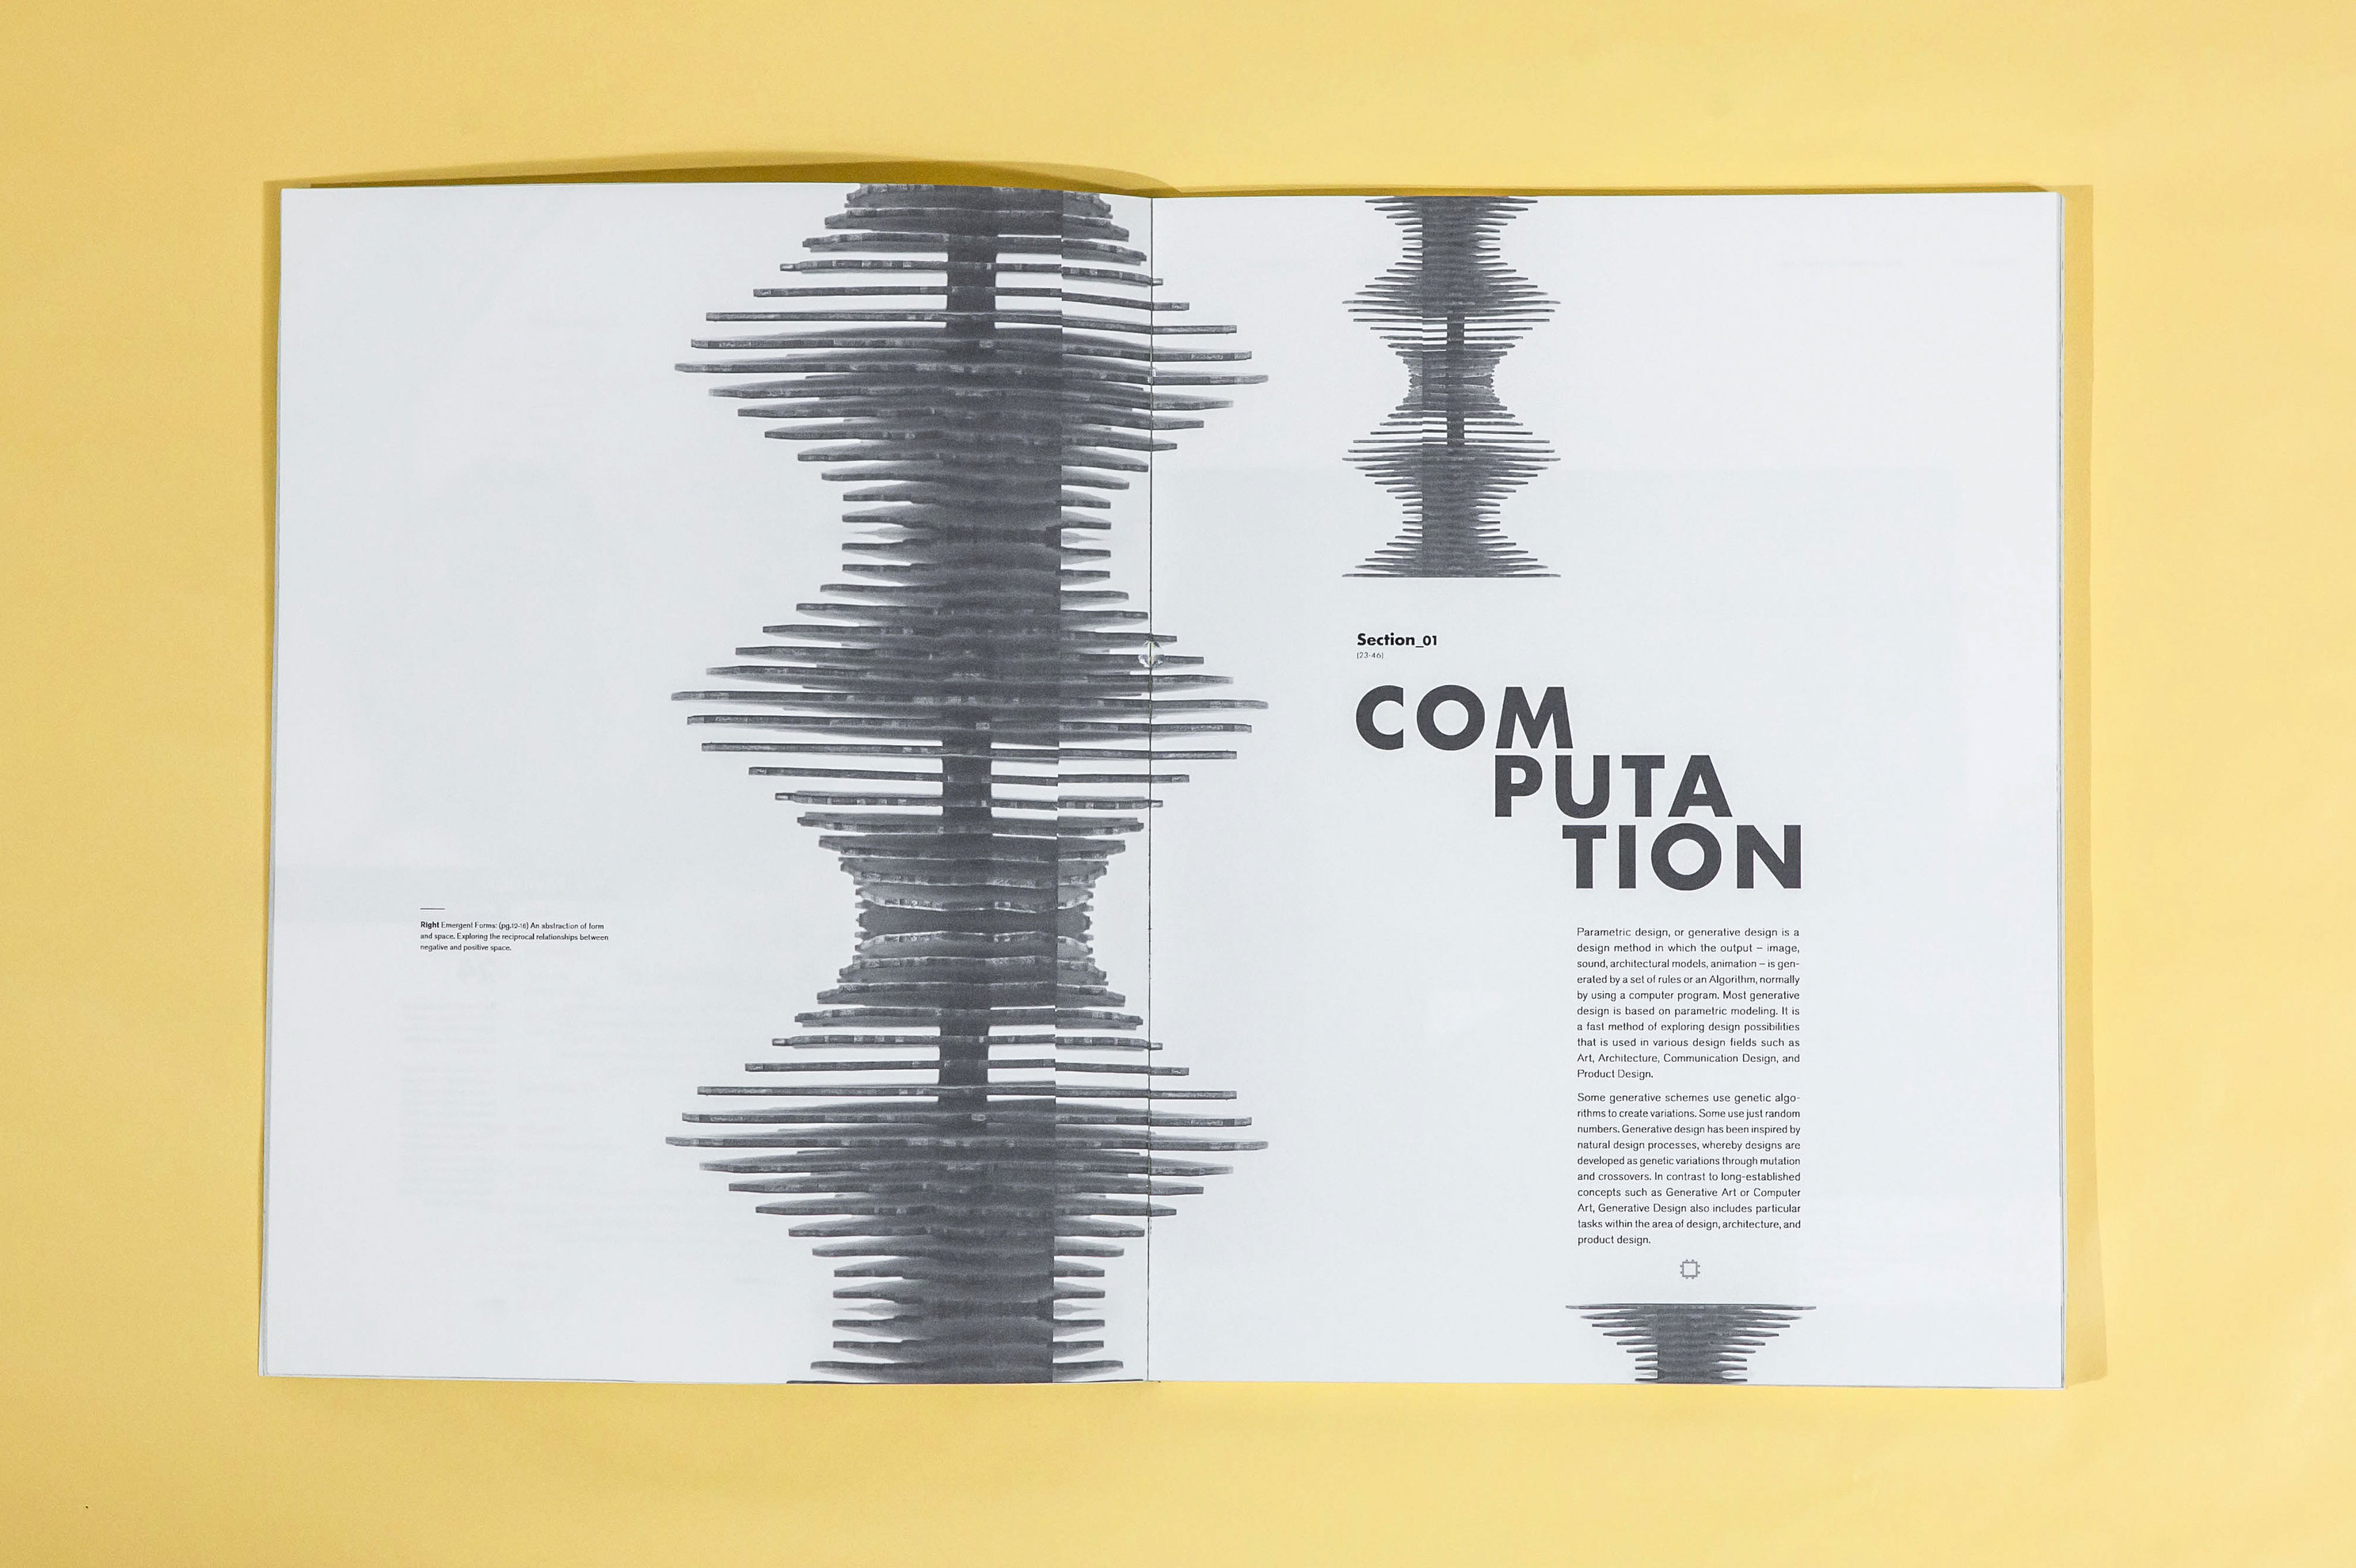 Right Emergent Forms: (pg.12-16) An abstraction of form
and space. Exploring the reciprocal relationships between
negative and positive space.
Section_01
[23-46]
COM
PUTA
TION
Parametric design, or generative design is a
design method in which the output – image,
sound, architectural models, animation – is gen-
erated by a set of rules or an Algorithm, normally
by using a computer program. Most generative
design is based on parametric modeling. It is
a fast method of exploring design possibilities
that is used in various design fields such as
Art, Architecture, Communication Design, and
Product Design.
Some generative schemes use genetic algo-
rithms to create variations. Some use just random
numbers. Generative design has been inspired by
natural design processes, whereby designs are
developed as genetic variations through mutation
and crossovers. In contrast to long-established
concepts such as Generative Art or Computer
Art, Generative Design also includes particular
tasks within the area of design, architecture, and
product design.